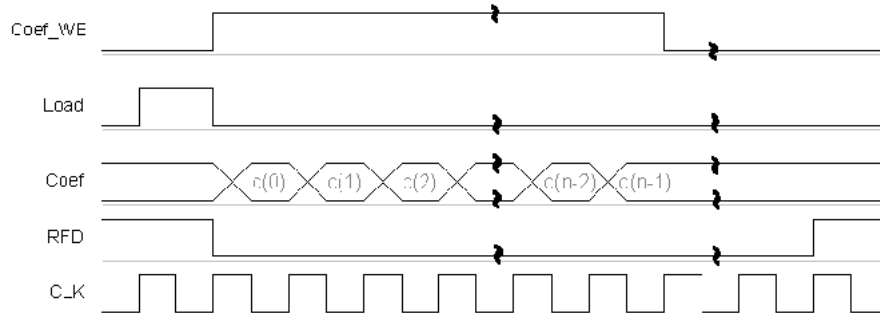 Coef_WE
Load
Coef c(0) c(1) c(2) c(n-2) c(n-1)
RFD
C_K